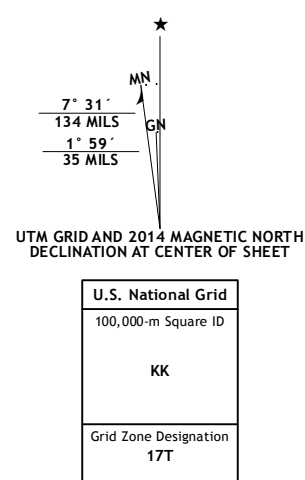 ★
MN
7° 31´
134 MILS
GN
1° 59´
35 MILS
UTM GRID AND 2014 MAGNETIC NORTH
DECLINATION AT CENTER OF SHEET
U.S. National Grid
100,000-m Square ID
KK
Grid Zone Designation
17T